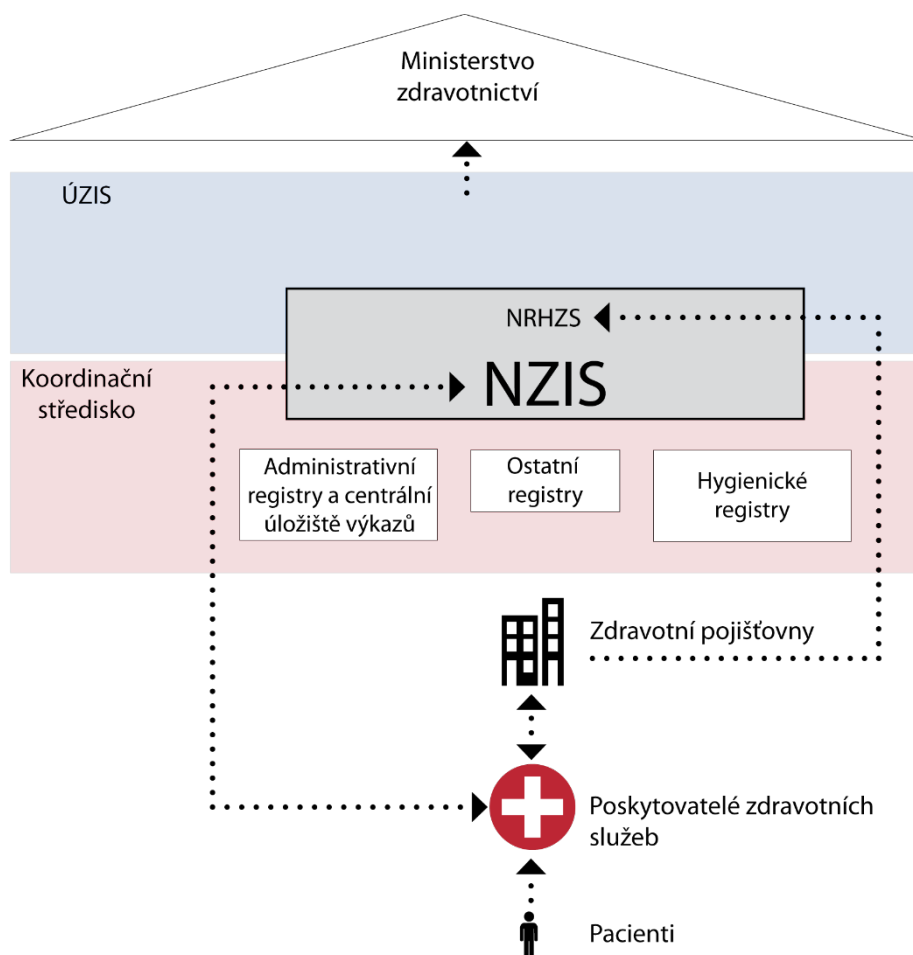 Ministerstvo
zdravotnictví
ÚZIS
NRHZS
NZIS
Koordinační
středisko
Administrativní
registry a centrální
úložiště výkazů
Ostatní
registry
Hygienické
registry
Zdravotní pojišťovny
Poskytovatelé zdravotních
služeb
Pacienti